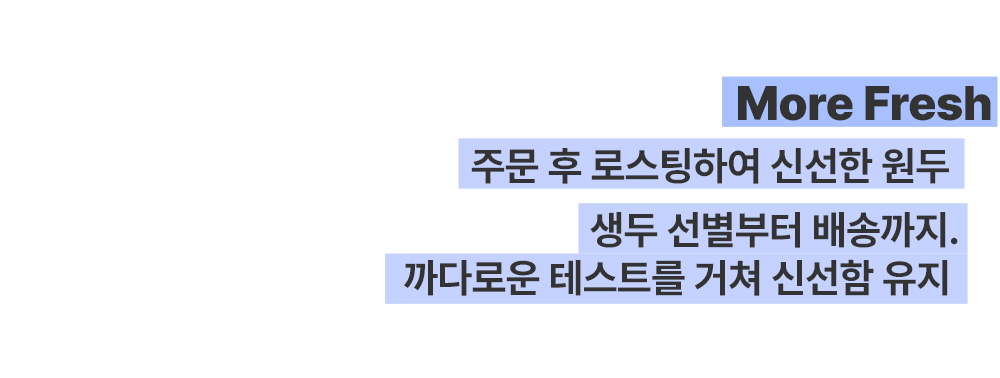 More Fresh
주문 후 로스팅하여 신선한 원두
생두 선별부터 배송까지.
까다로운 테스트를 거쳐 신선함 유지